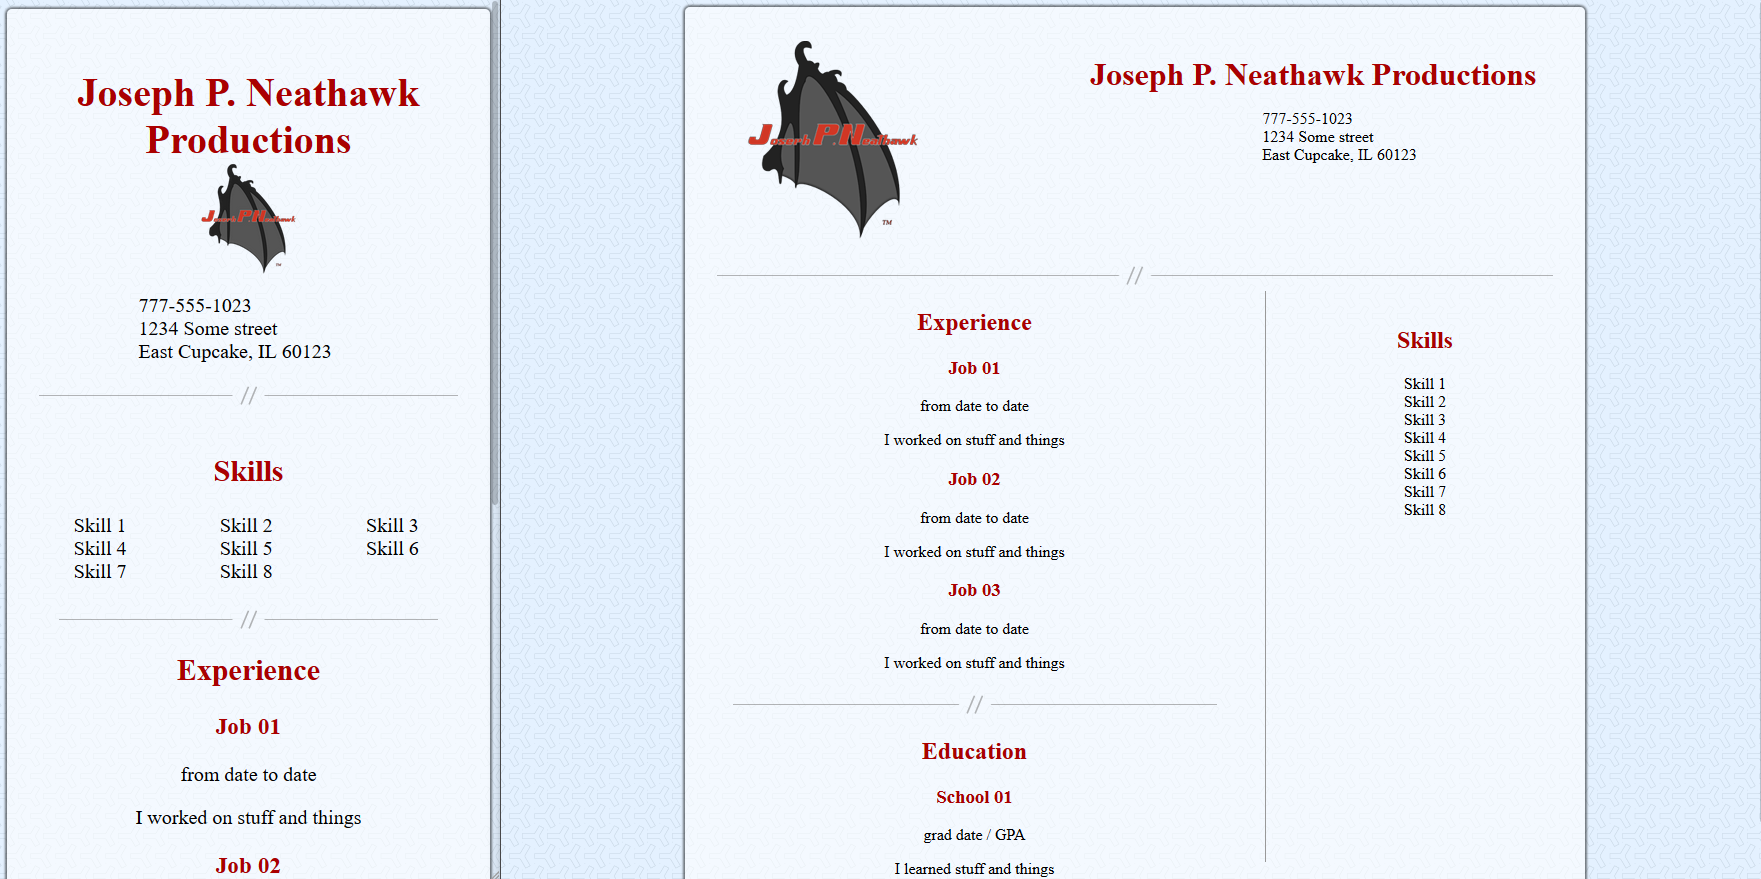 Joseph P. Neathawk
Productions
Joseph P. Neathawk
TM
777-555-1023
1234 Some street
East Cupcake, IL 60123
//
Skills
Skill 1 Skill 2 Skill 3
Skill 4 Skill 5 Skill 6
Skill 7 Skill 8
//
Experience
Job 01
from date to date
I worked on stuff and things
Job 02
Joseph P. Neathawk
TM
Joseph P. Neathawk Productions
777-555-1023
1234 Some street
East Cupcake, IL 60123
//
Experience
Job 01
from date to date
I worked on stuff and things
Job 02
from date to date
I worked on stuff and things
Job 03
from date to date
I worked on stuff and things
//
Education
School 01
grad date / GPA
I learned stuff and things
Skills
Skill 1
Skill 2
Skill 3
Skill 4
Skill 5
Skill 6
Skill 7
Skill 8